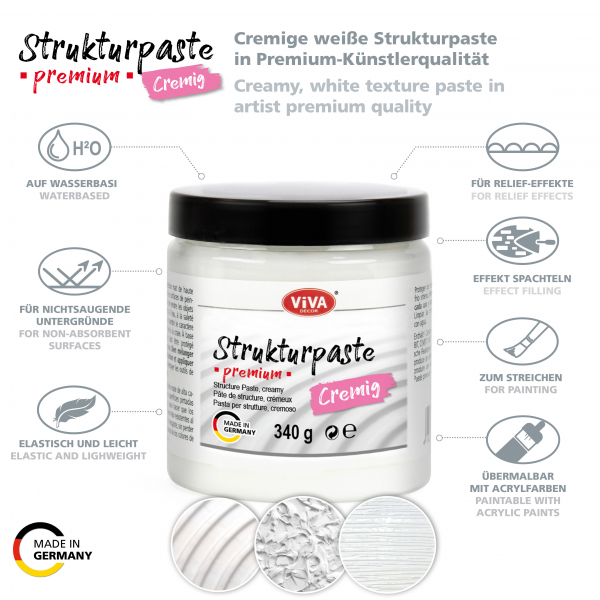 Strukturpaste
premium
Cremig
Cremige weiße Strukturpaste
in Premium-Künstlerqualität
Creamy, white texture paste in
artist premium quality
H²O
AUF WASSERBASI
WATERBASED
FÜR NICHTSAUGENDE
UNTERGRÜNDE
FOR NON-ABSORBENT
SURFACES
ELASTISCH UND LEICHT
ELASTIC AND LIGHWEIGHT
FÜR RELIEF-EFFEKTE
FOR RELIEF EFFECTS
EFFEKT SPACHTELN
EFFECT FILLING
ZUM STREICHEN
FOR PAINTING
ÜBERMALBAR
MIT ACRYLFARBEN
PAINTABLE WITH
ACRYLIC PAINTS
ViVA
DECOR
Strukturpaste
premium
Cremig
Structure Paste, creamy
Pâte de structure, crémeux
Pasta per strutture, cremoso
MADE IN
GERMANY
340 g ℮
MADE IN
GERMANY